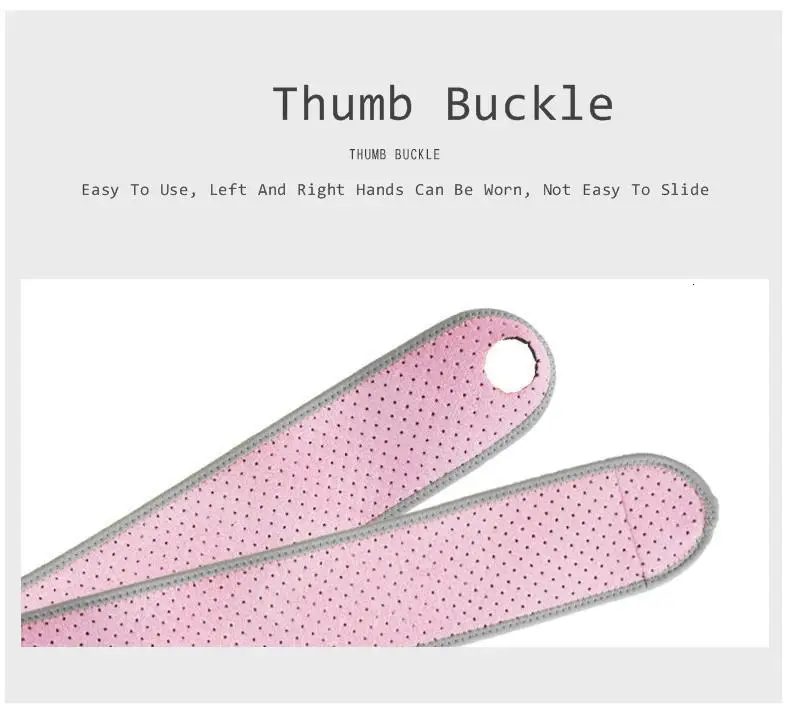 Thumb Buckle
THUMB BUCKLE
Easy To Use, Left And Right Hands Can Be Worn, Not Easy To Slide